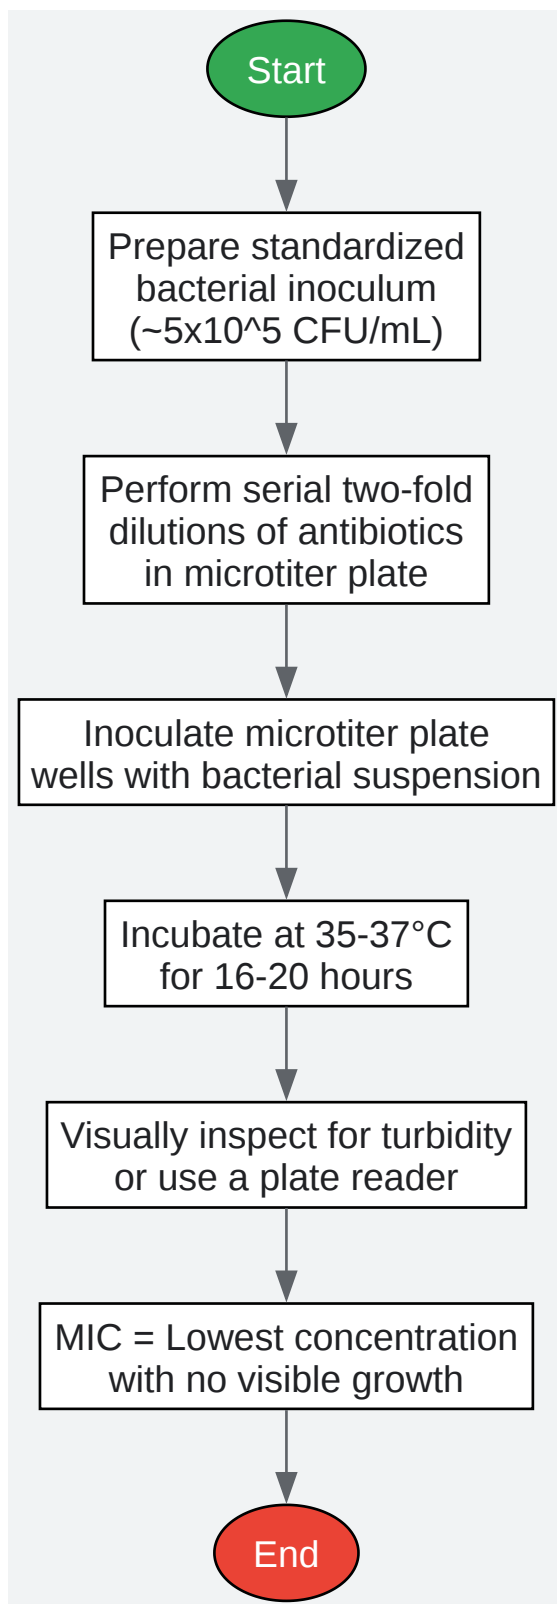 Start
Prepare standardized
bacterial inoculum
(~5x10^5 CFU/mL)
Perform serial two-fold
dilutions of antibiotics
in microtiter plate
Inoculate microtiter plate
wells with bacterial suspension
Incubate at 35-37°C
for 16-20 hours
Visually inspect for turbidity
or use a plate reader
MIC = Lowest concentration
with no visible growth
End